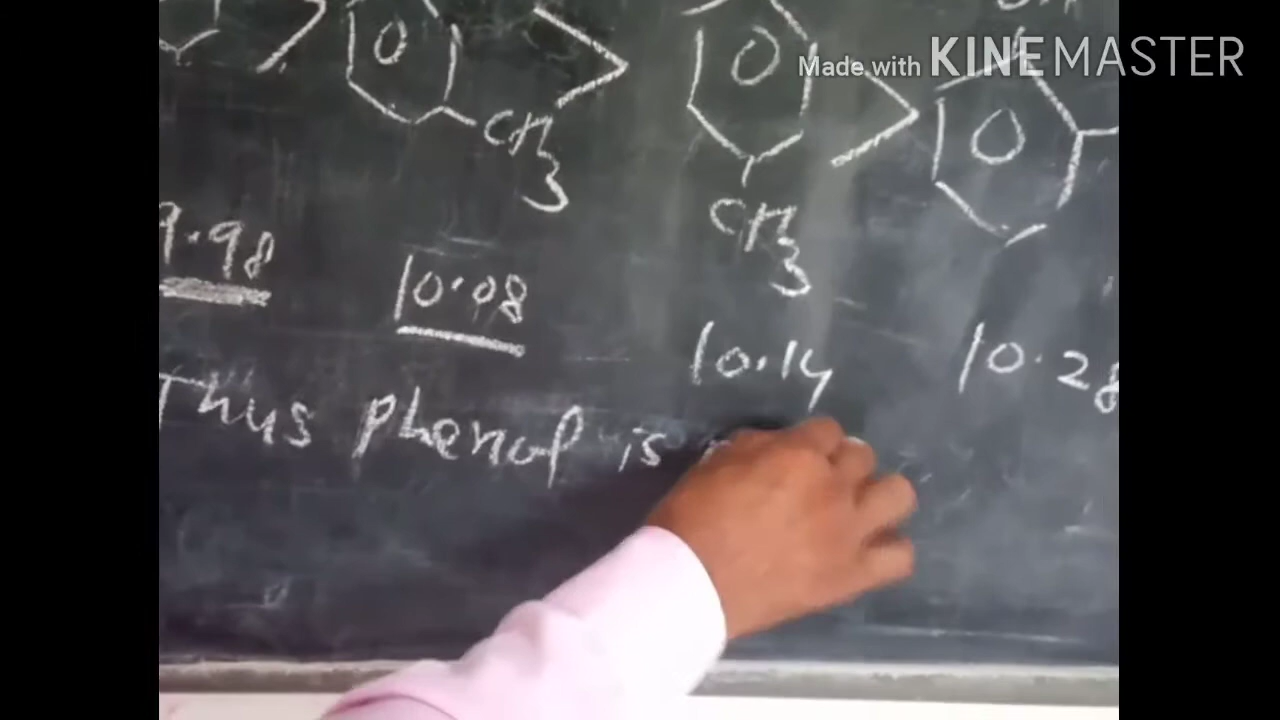 Made with KINEMASTER
CH3
CH3
9.98 10.08 10.14 10.28
Thus phenol is